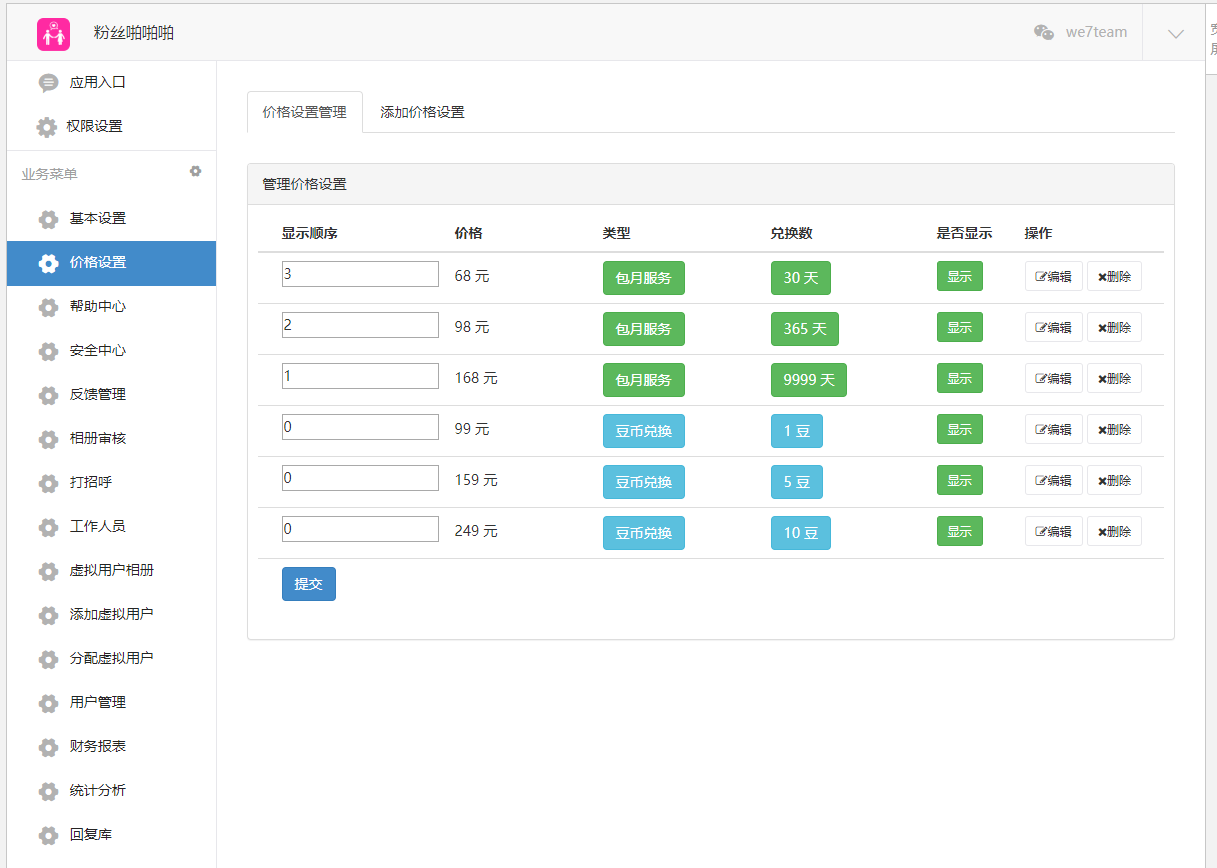 粉丝啪啪啪
we7team
应用入口
权限设置
业务菜单
基本设置
价格设置
帮助中心
安全中心
反馈管理
相册审核
打招呼
工作人员
虚拟用户相册
添加虚拟用户
分配虚拟用户
用户管理
财务报表
统计分析
回复库
价格设置管理 添加价格设置
管理价格设置
显示顺序 价格 类型 兑换数 是否显示 操作
3 68 元 包月服务 30 天 显示 编辑 删除
2 98 元 包月服务 365 天 显示 编辑 删除
1 168 元 包月服务 9999 天 显示 编辑 删除
0 99 元 豆币兑换 1 豆 显示 编辑 删除
0 159 元 豆币兑换 5 豆 显示 编辑 删除
0 249 元 豆币兑换 10 豆 显示 编辑 删除
提交